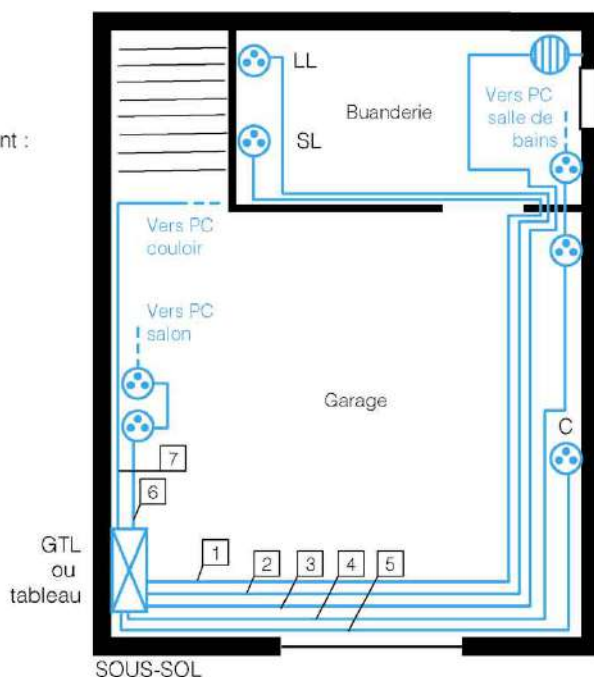 nt :
LL
SL
Buanderie
Vers PC
salle de
bains
Vers PC
couloir
Vers PC
salon
Garage
C
7
6
GTL
ou
tableau
1
2
3
4
5
SOUS-SOL